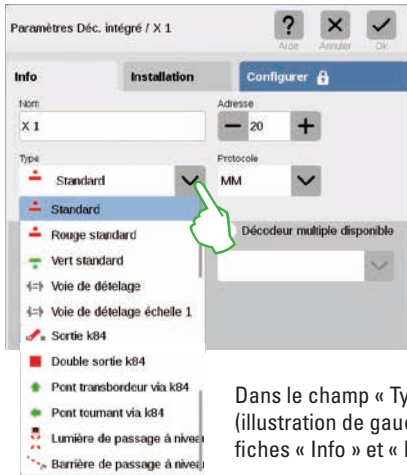 Paramètres Déc. intégré / X 1
? Aide
Annuler
Ok
Info Installation Configurer
Nom Adresse
X 1 20
Type Protocole
Standard MM
Standard
Rouge standard Décodeur multiple disponible
Vert standard
Voie de dételage
Voie de dételage échelle 1
Sortie k84
Double sortie k84
Pont transbordeur via k84
Pont tournant via k84
Lumière de passage à nivea
Barrière de passage à nivea
Dans le champ « Ty
(illustration de gauc
fiches « Info » et « I